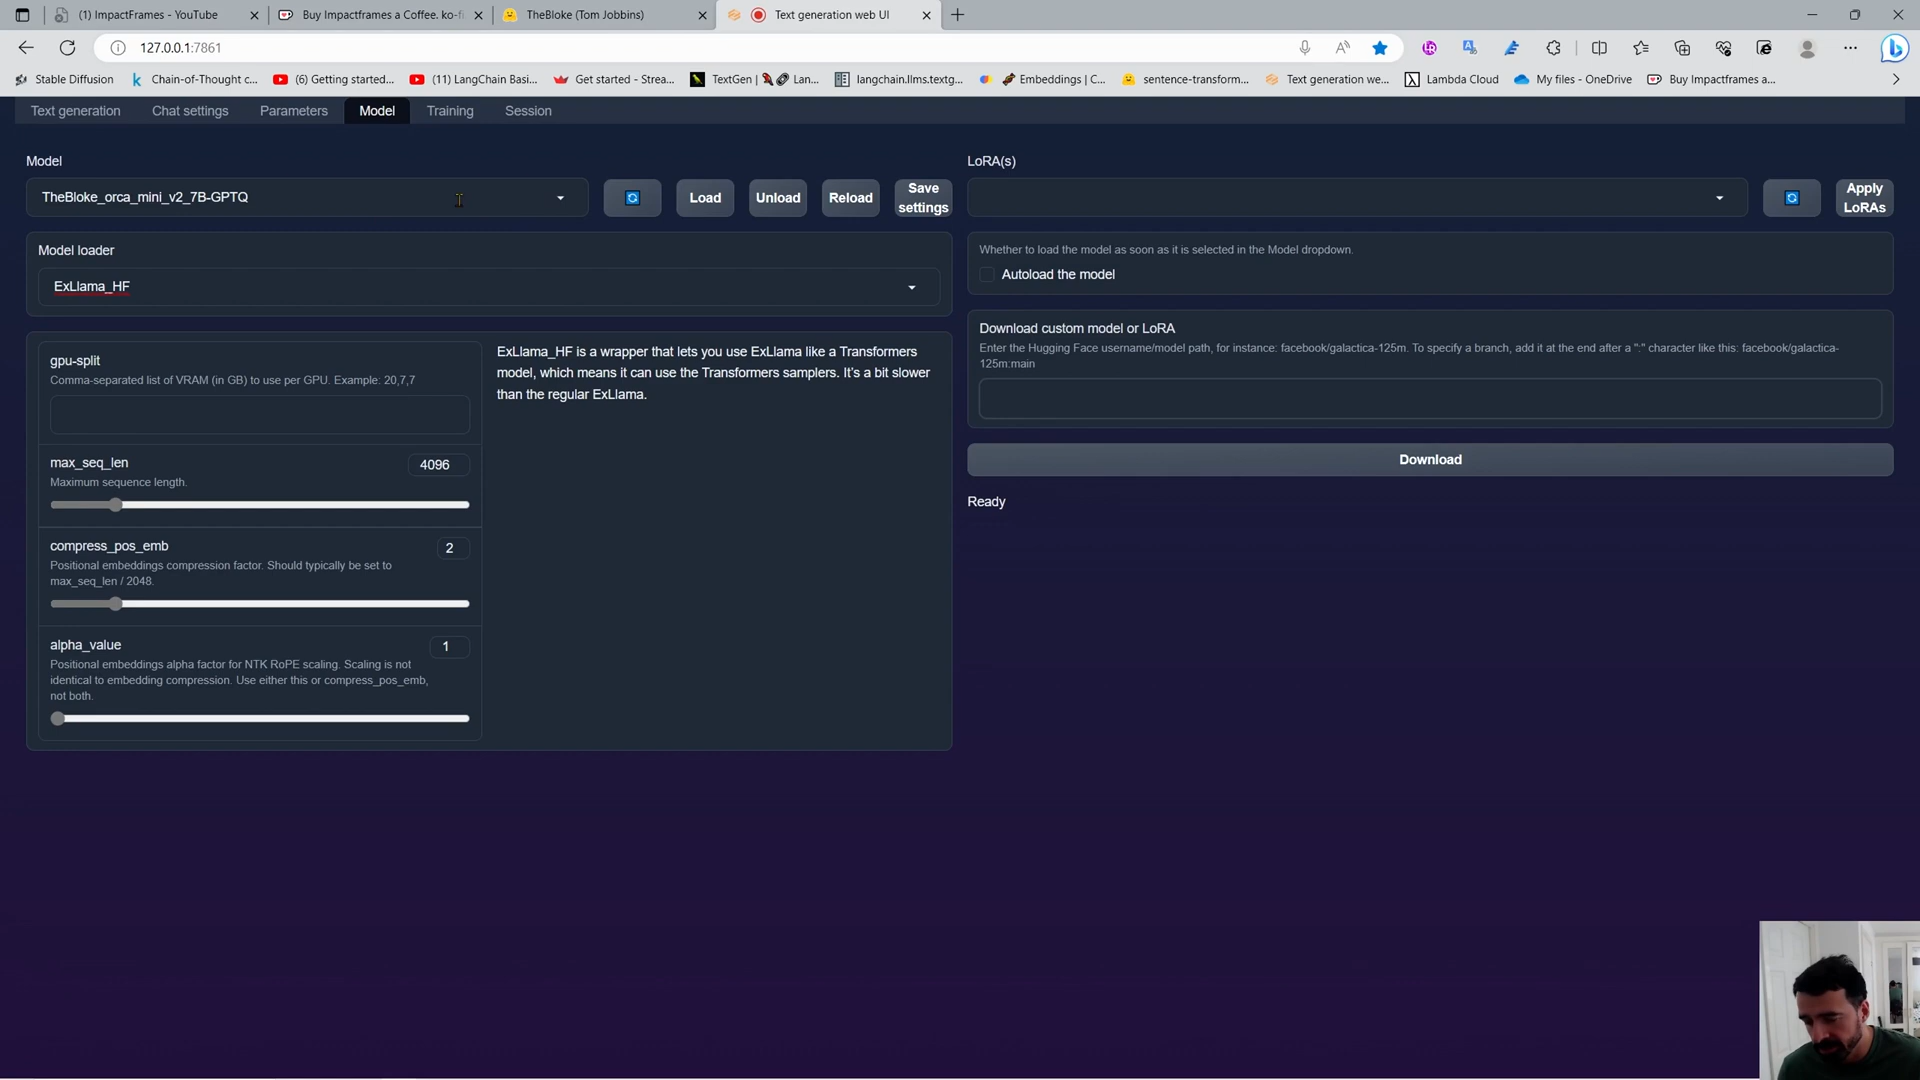 (1) ImpactFrames - YouTube
Buy Impactframes a Coffee. ko-fi
TheBloke (Tom Jobbins)
Text generation web UI
127.0.0.1:7861
Stable Diffusion
Chain-of-Thought c...
(6) Getting started...
(11) LangChain Basi...
Get started - Strea...
TextGen | Lan...
langchain.llms.textg...
Embeddings | C...
sentence-transform...
Text generation we...
Lambda Cloud
My files - OneDrive
Buy Impactframes a...
Text generation
Chat settings
Parameters
Model
Training
Session
Model
TheBloke_orca_mini_v2_7B-GPTQ
Load
Unload
Reload
Save
settings
LoRA(s)
Apply
LoRAs
Model loader
ExLlama_HF
Whether to load the model as soon as it is selected in the Model dropdown.
Autoload the model
Download custom model or LoRA
Enter the Hugging Face username/model path, for instance: facebook/galactica-125m. To specify a branch, add it at the end after a ":" character like this: facebook/galactica-
125m:main
Download
Ready
gpu-split
Comma-separated list of VRAM (in GB) to use per GPU. Example: 20,7,7
max_seq_len
4096
Maximum sequence length.
compress_pos_emb
2
Positional embeddings compression factor. Should typically be set to
max_seq_len / 2048.
alpha_value
1
Positional embeddings alpha factor for NTK RoPE scaling. Scaling is not
identical to embedding compression. Use either this or compress_pos_emb,
not both.
ExLlama_HF is a wrapper that lets you use ExLlama like a Transformers
model, which means it can use the Transformers samplers. It's a bit slower
than the regular ExLlama.